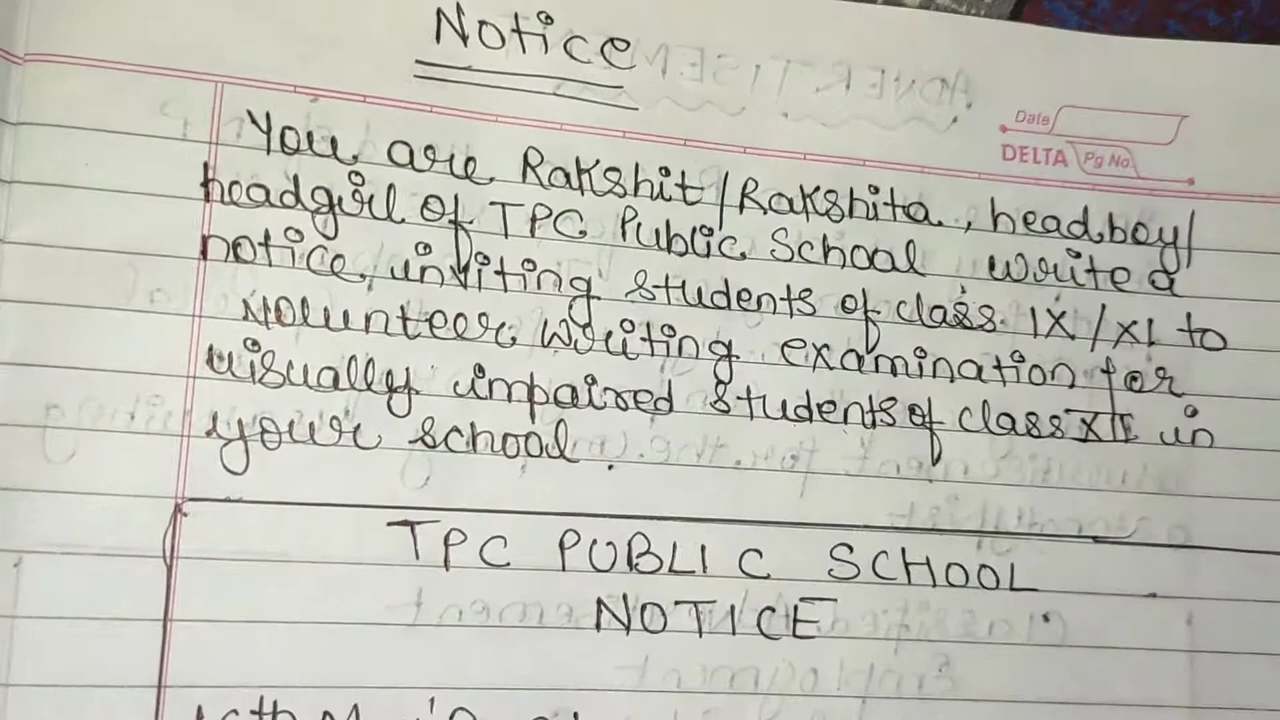 Notice
Date
DELTA Pg No.
You are Rakshit/Rakshita, headboy/
headgirl of TPC Public School write a
notice, inviting students of class IX/XI to
volunteer writing examination for
visually impaired students of class XII in
your school.
TPC PUBLIC SCHOOL
NOTICE